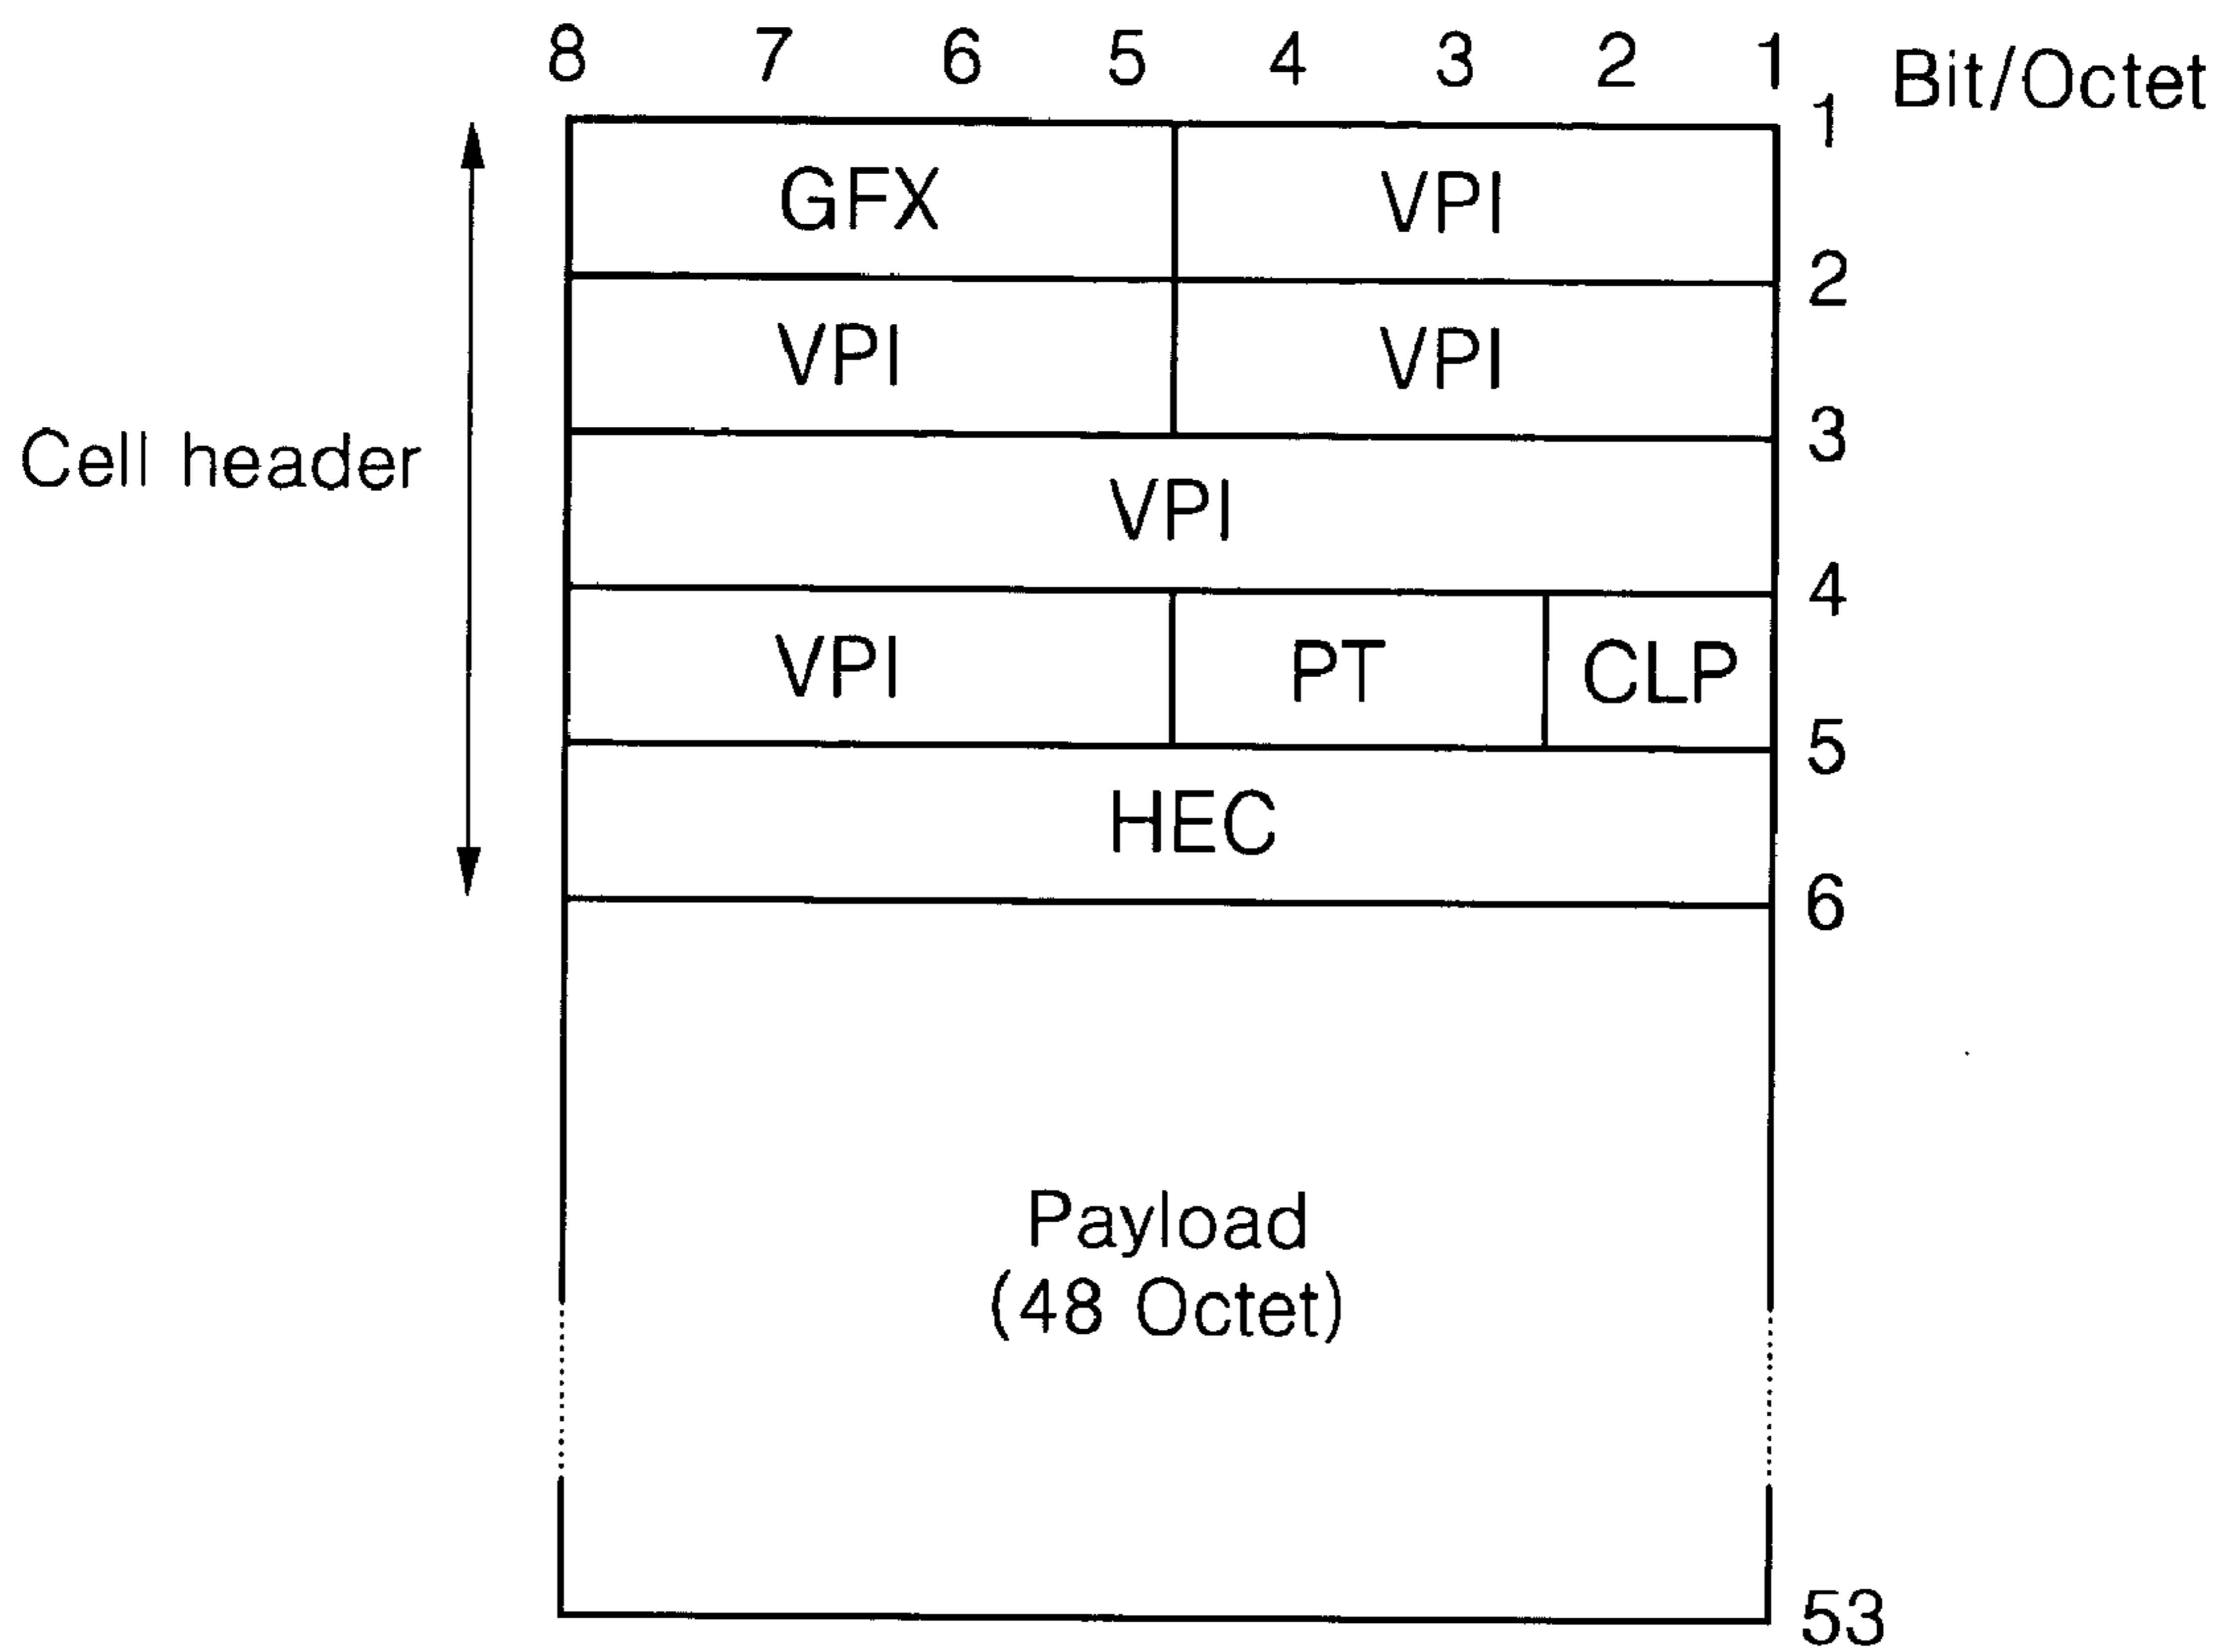 8 7 6 5 4 3 2 1 Bit/Octet
1
GFX VPI
2
VPI VPI
3
Cell header
VPI
4
VPI PT CLP
5
HEC
6
Payload
(48 Octet)
53